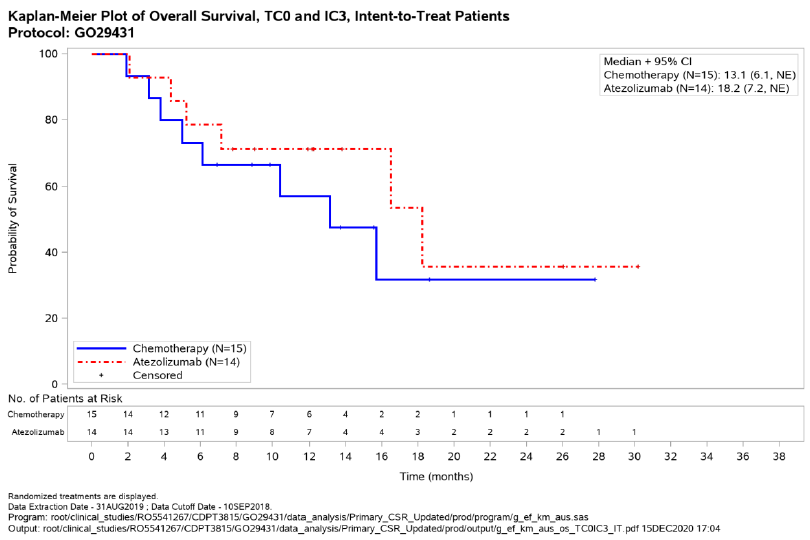 Kaplan-Meier Plot of Overall Survival, TC0 and IC3, Intent-to-Treat Patients
Protocol: GO29431
Median + 95% CI
Chemotherapy (N=15): 13.1 (6.1, NE)
Atezolizumab (N=14): 18.2 (7.2, NE)
Probability of Survival
100
80
60
40
20
0
Chemotherapy (N=15)
Atezolizumab (N=14)
Censored
No. of Patients at Risk
Chemotherapy 15 14 12 11 9 7 6 4 2 2 1 1 1 1
Atezolizumab 14 14 13 11 9 8 7 4 4 3 2 2 2 2 1 1
0 2 4 6 8 10 12 14 16 18 20 22 24 26 28 30 32 34 36 38
Time (months)
Randomized treatments are displayed.
Data Extraction Date - 31AUG2019 ; Data Cutoff Date - 10SEP2018.
Program: root/clinical_studies/RO5541267/CDPT3815/GO29431/data_analysis/Primary_CSR_Updated/prod/program/g_ef_km_aus.sas
Output: root/clinical_studies/RO5541267/CDPT3815/GO29431/data_analysis/Primary_CSR_Updated/prod/output/g_ef_km_aus_os_TC0IC3_IT.pdf 15DEC2020 17:04